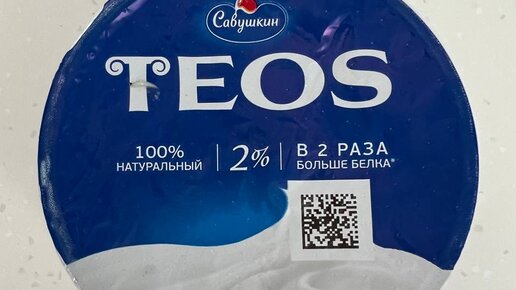 Савушкин
TEOS
100%
НАТУРАЛЬНЫЙ
2%
В 2 РАЗА
БОЛЬШЕ БЕЛКА*